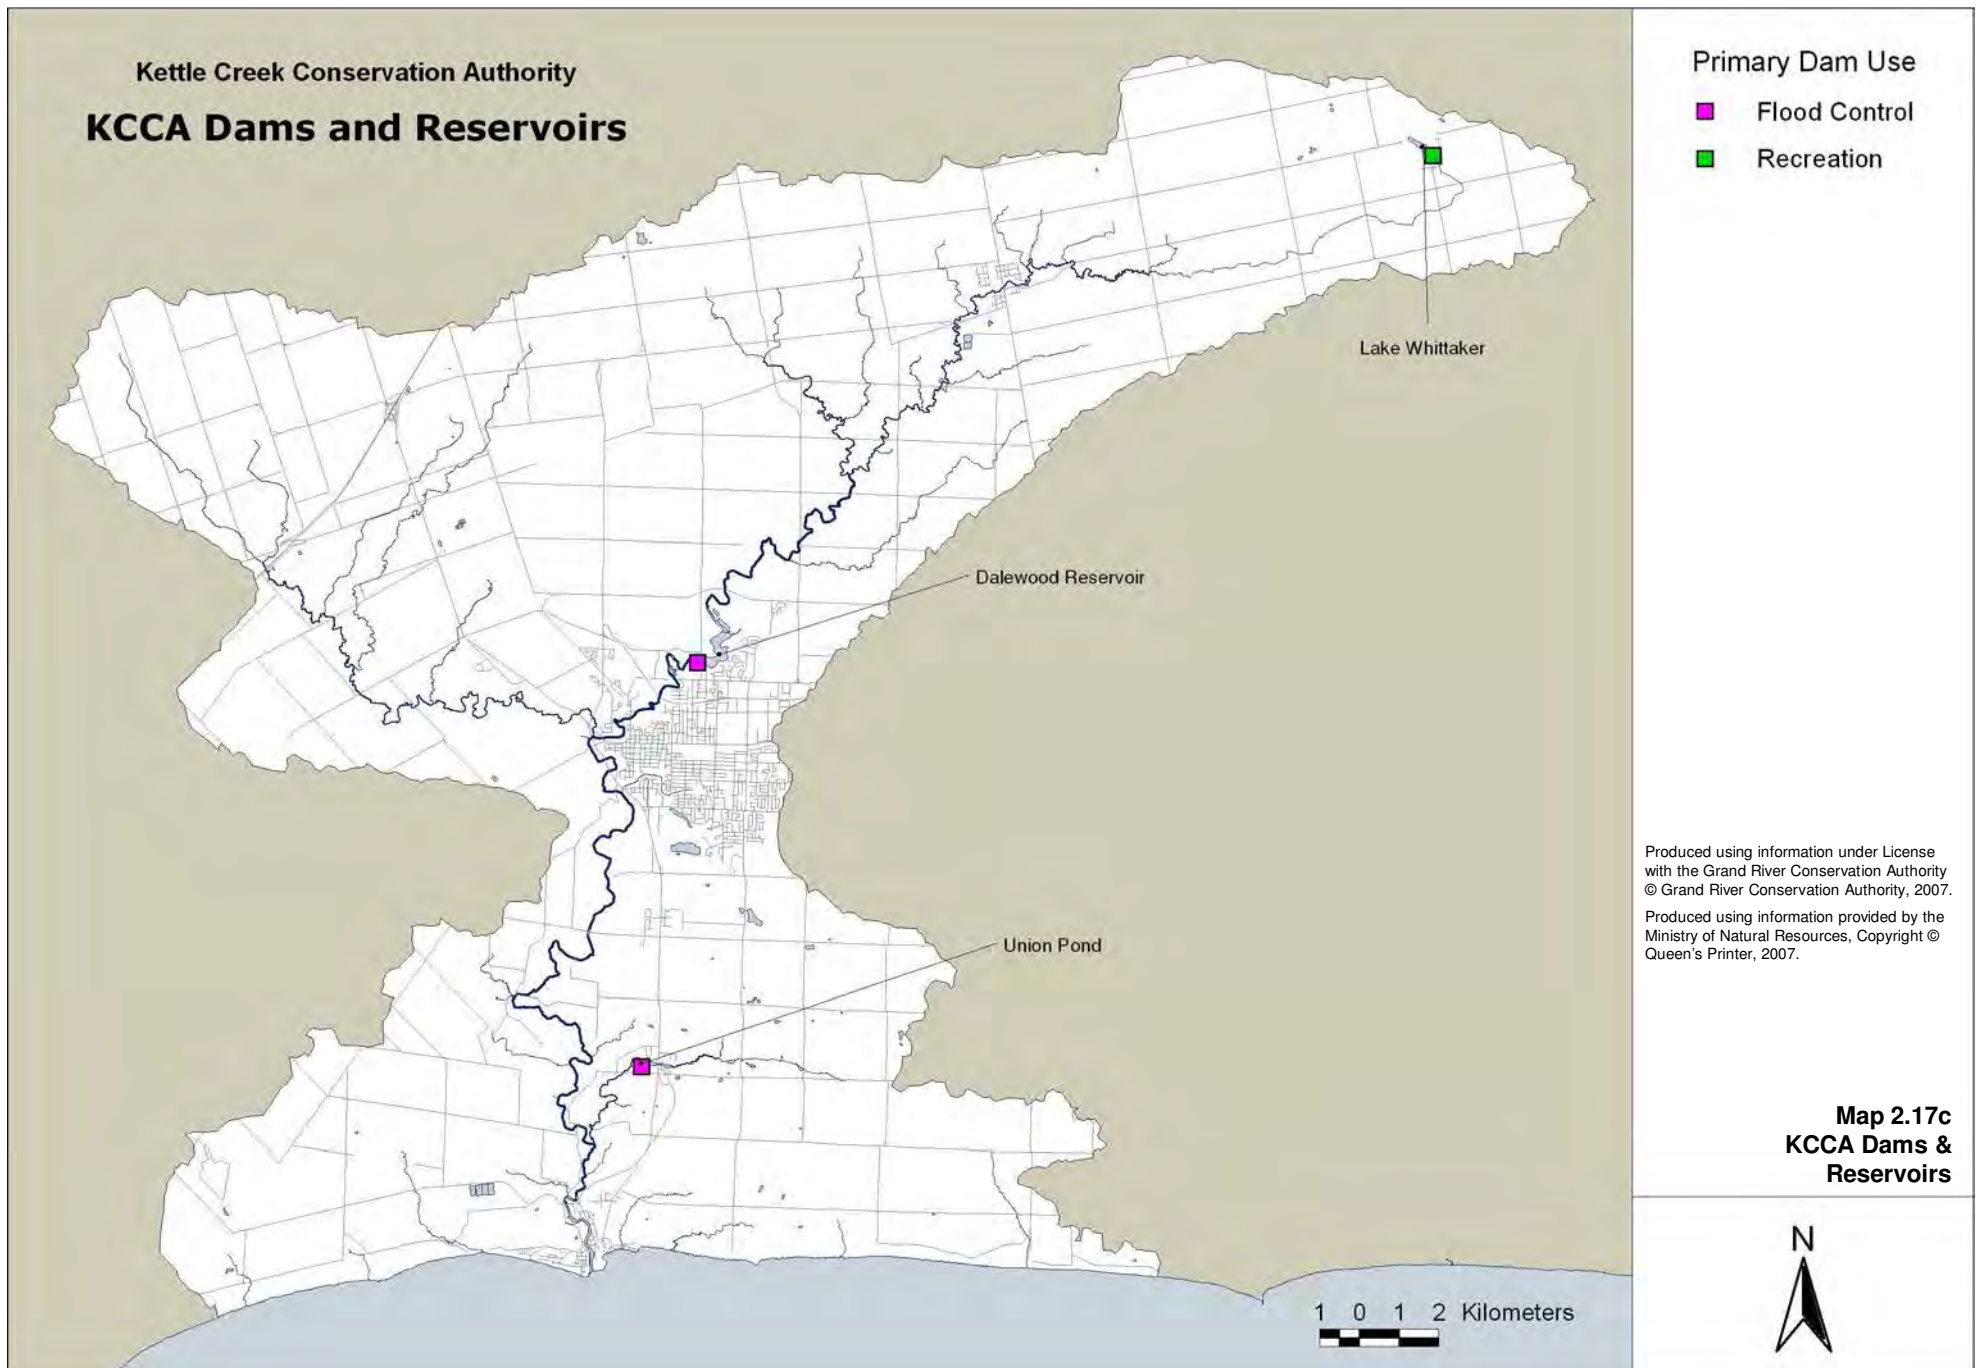 Kettle Creek Conservation Authority
KCCA Dams and Reservoirs
Primary Dam Use
Flood Control
Recreation
Lake Whittaker
Dalewood Reservoir
Union Pond
Produced using information under License
with the Grand River Conservation Authority
© Grand River Conservation Authority, 2007.
Produced using information provided by the
Ministry of Natural Resources, Copyright ©
Queen's Printer, 2007.
Map 2.17c
KCCA Dams &
Reservoirs
N
1 0 1 2 Kilometers